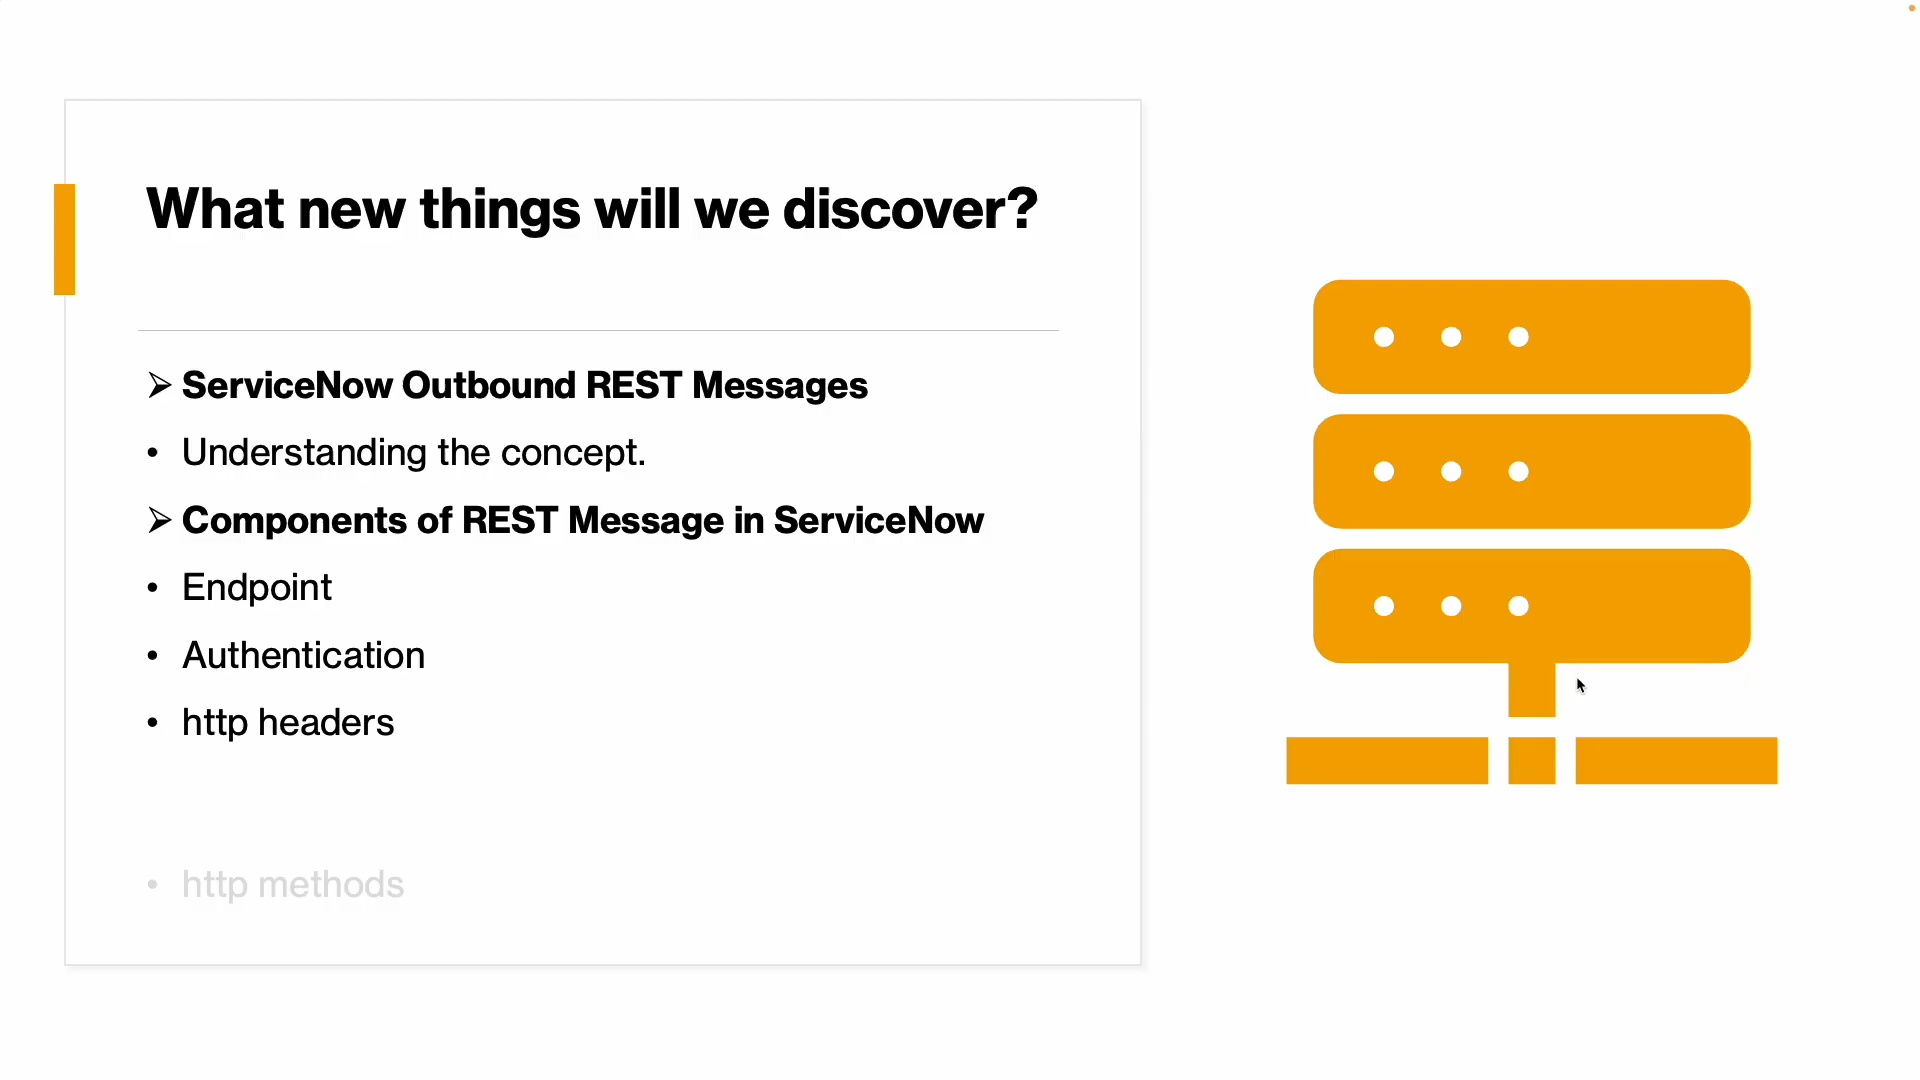 What new things will we discover?
➢ ServiceNow Outbound REST Messages
• Understanding the concept.
➢ Components of REST Message in ServiceNow
• Endpoint
• Authentication
• http headers
• http methods